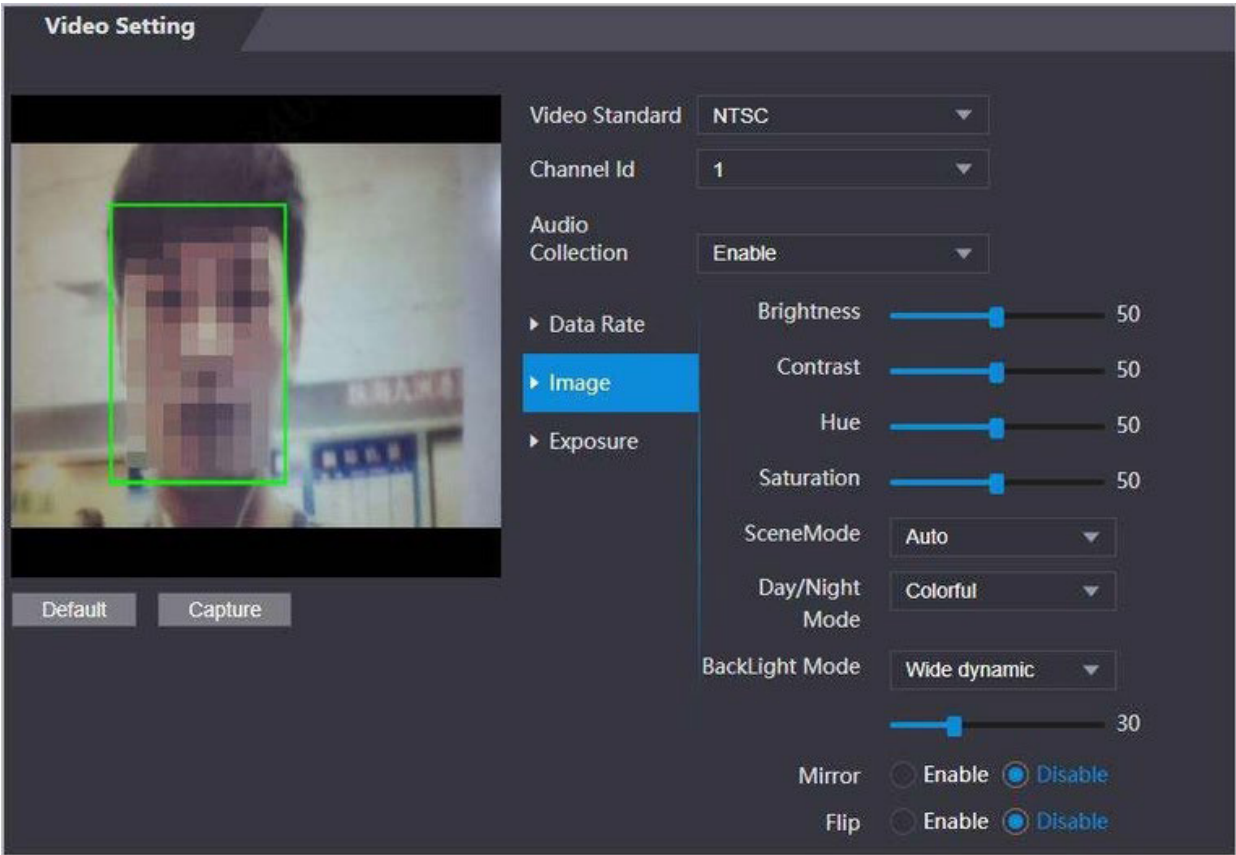 Video Setting
Video Standard NTSC
Channel Id 1
Audio
Collection Enable
Data Rate
Image
Exposure
Brightness 50
Contrast 50
Hue 50
Saturation 50
SceneMode Auto
Day/Night
Mode Colorful
BackLight Mode Wide dynamic
30
Mirror Enable Disable
Flip Enable Disable
Default Capture